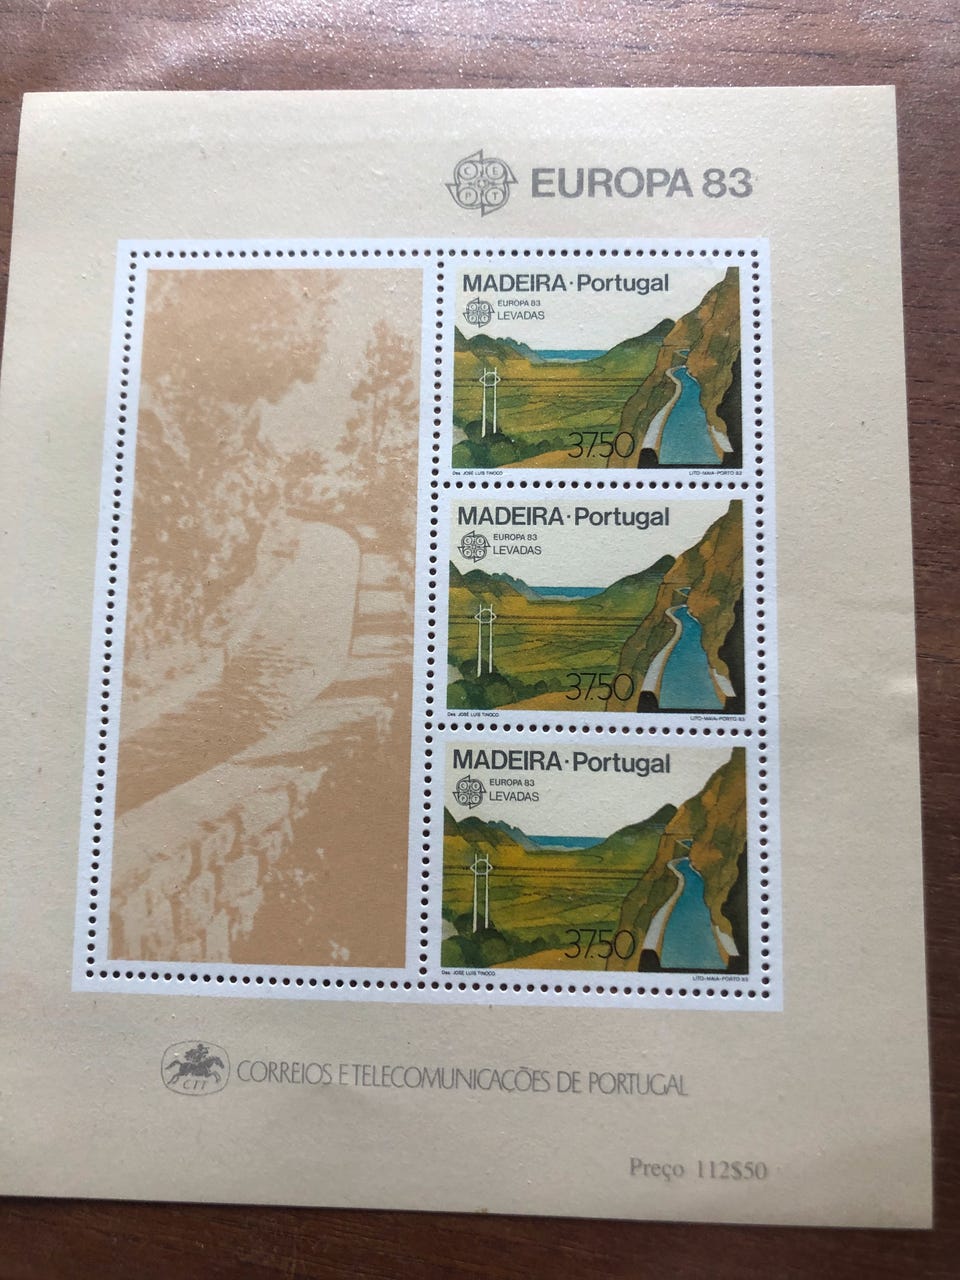 C E P T EUROPA 83
MADEIRA·Portugal
EUROPA 83
LEVADAS
37.50
Des. JOSÉ LUIS TINOCO LITO-MAIA-PORTO 83
MADEIRA·Portugal
EUROPA 83
LEVADAS
37.50
Des. JOSÉ LUIS TINOCO LITO-MAIA-PORTO 83
MADEIRA·Portugal
EUROPA 83
LEVADAS
37.50
Des. JOSÉ LUIS TINOCO LITO-MAIA-PORTO 83
CTT CORREIOS E TELECOMUNICAÇÕES DE PORTUGAL
Preço 112$50